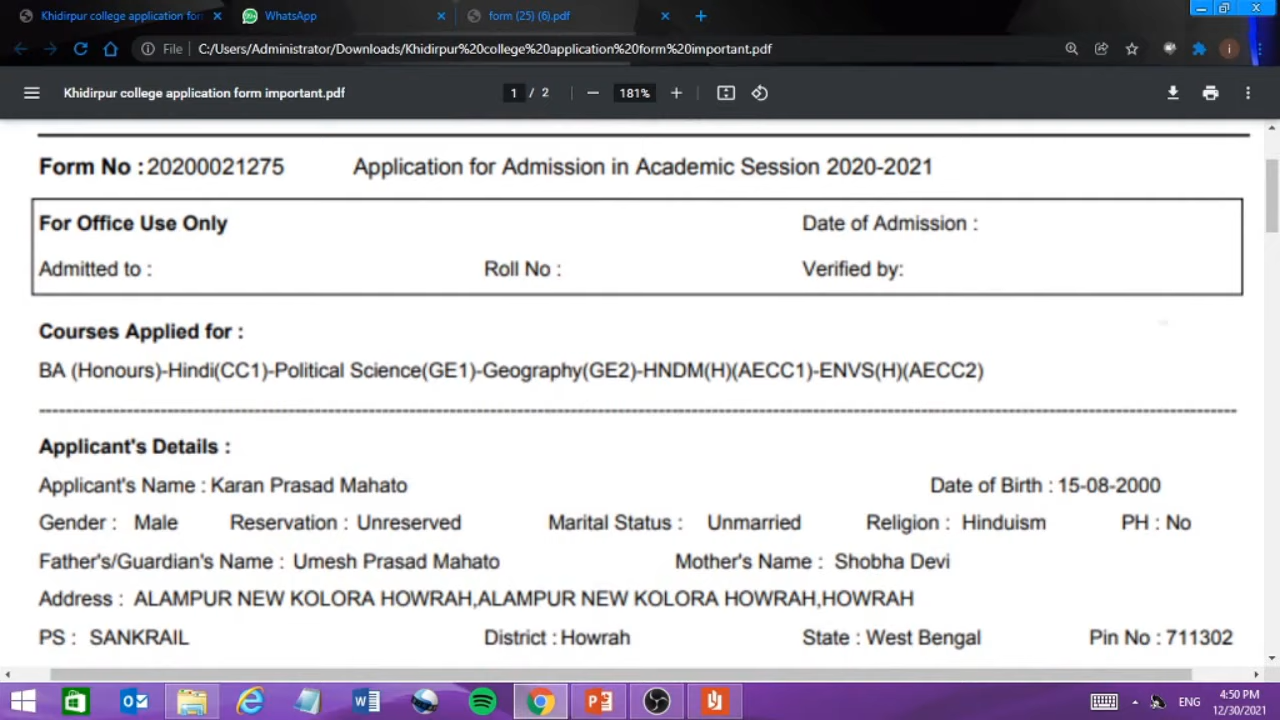 Khidirpur college application for
WhatsApp
form (25) (6).pdf
File C:/Users/Administrator/Downloads/Khidirpur%20college%20application%20form%20important.pdf
Khidirpur college application form important.pdf 1 / 2 181%
Form No : 20200021275 Application for Admission in Academic Session 2020-2021
For Office Use Only Date of Admission :
Admitted to : Roll No : Verified by:
Courses Applied for :
BA (Honours)-Hindi(CC1)-Political Science(GE1)-Geography(GE2)-HNDM(H)(AECC1)-ENVS(H)(AECC2)
Applicant's Details :
Applicant's Name : Karan Prasad Mahato Date of Birth : 15-08-2000
Gender : Male Reservation : Unreserved Marital Status : Unmarried Religion : Hinduism PH : No
Father's/Guardian's Name : Umesh Prasad Mahato Mother's Name : Shobha Devi
Address : ALAMPUR NEW KOLORA HOWRAH,ALAMPUR NEW KOLORA HOWRAH,HOWRAH
PS : SANKRAIL District : Howrah State : West Bengal Pin No : 711302
ENG
4:50 PM
12/30/2021